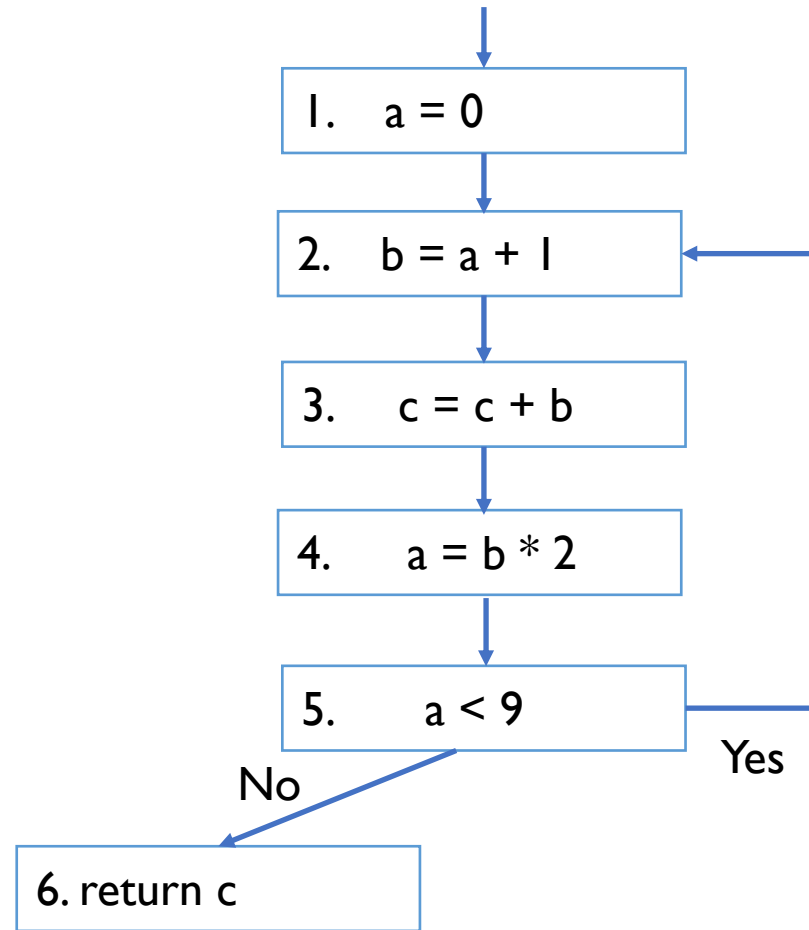 1. a = 0
2. b = a + 1
3. c = c + b
4. a = b * 2
5. a < 9
Yes
No
6. return c